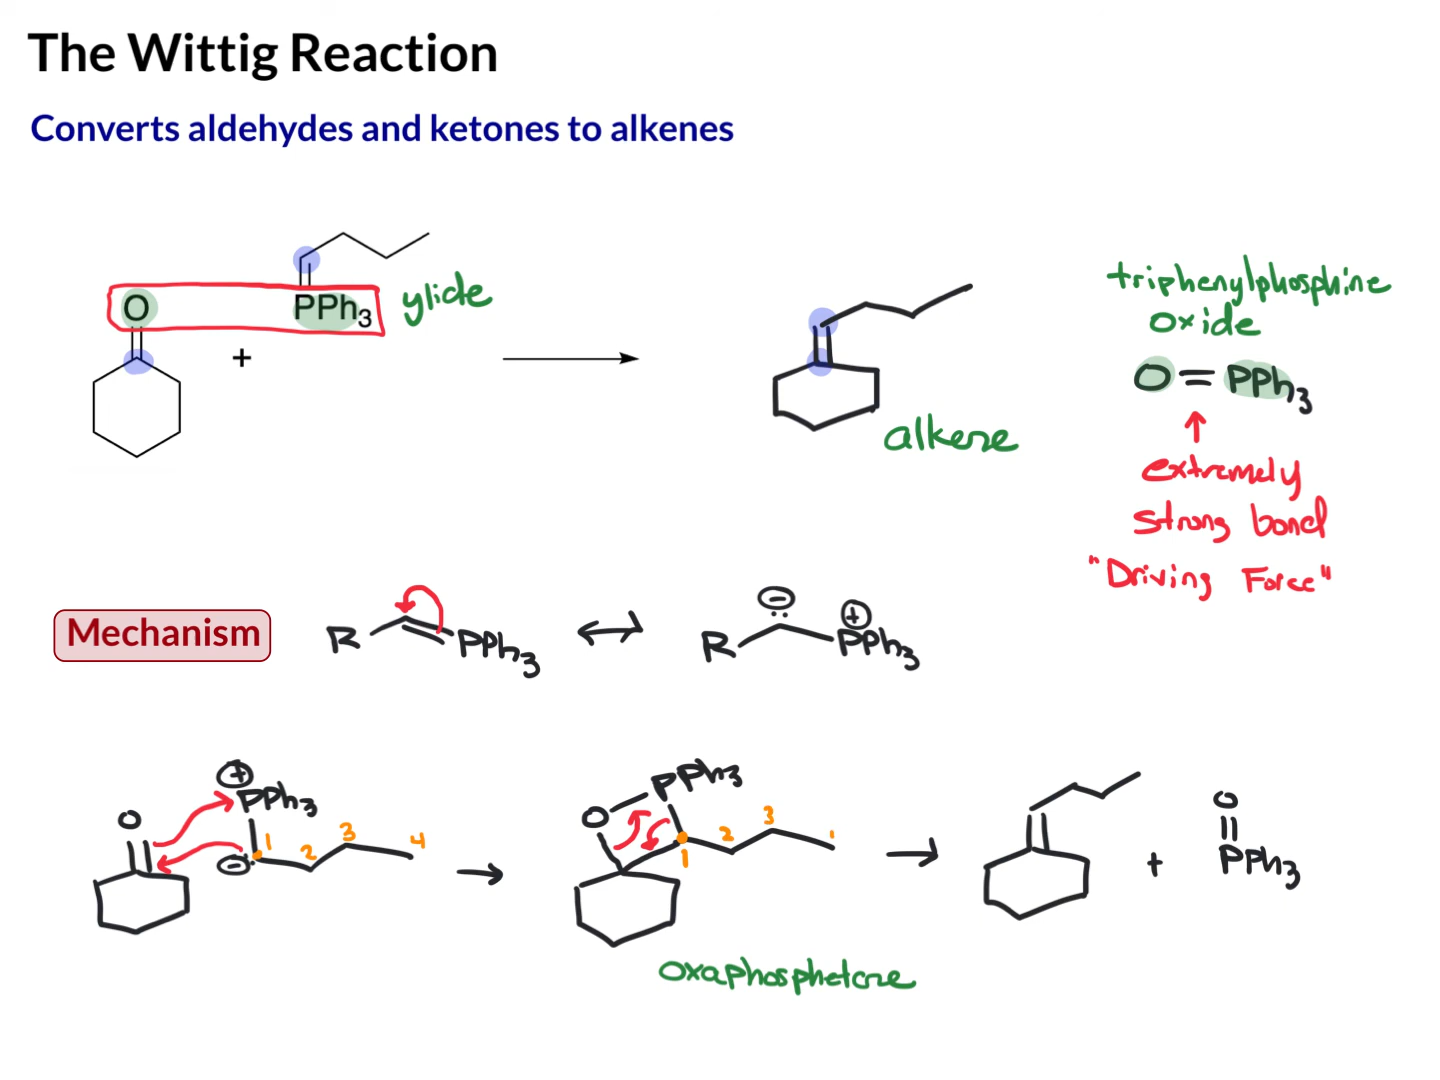 The Wittig Reaction
Converts aldehydes and ketones to alkenes
O
PPh3 ylide
+
alkene
triphenylphosphine
oxide
O = PPh3
extremely
strong bond
"Driving Force"
Mechanism
R PPh3
R ⊖ ⊕ PPh3
O
⊕
PPh3
⊖ 1 2 3 4
O PPh3
1 2 3
oxaphosphetane
+
O
PPh3